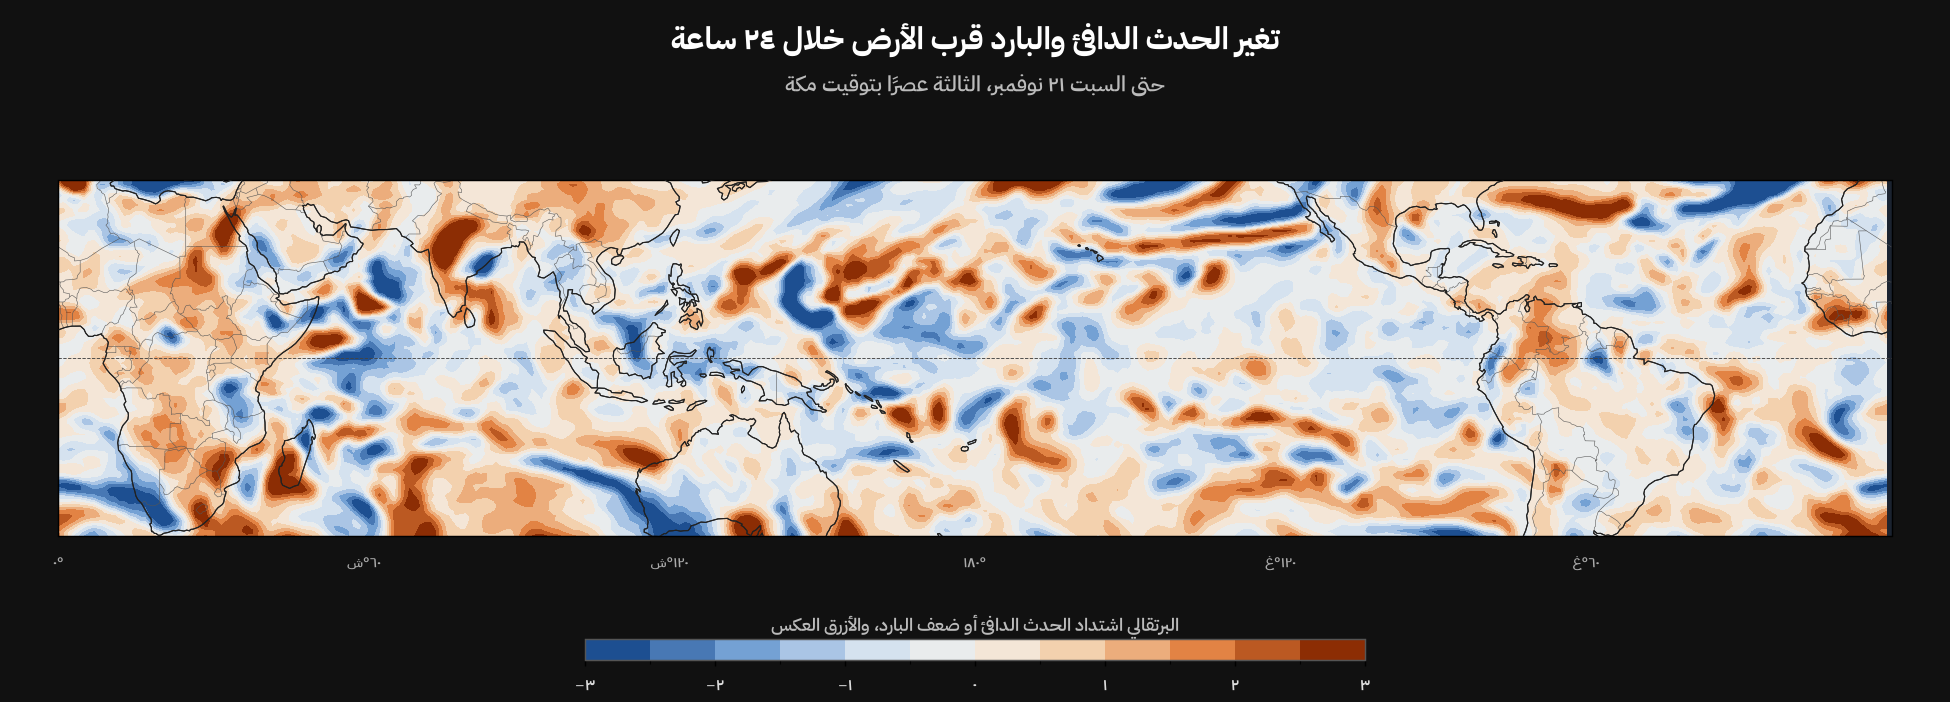 تغير الحدث الدافئ والبارد قرب الأرض خلال ٢٤ ساعة
حتى السبت ٢١ نوفمبر، الثالثة عصرًا بتوقيت مكة
٠°
٦٠°ش
١٢٠°ش
١٨٠°
١٢٠°غ
٦٠°غ
البرتقالي اشتداد الحدث الدافئ أو ضعف البارد، والأزرق العكس
−٣
−٢
−١
٠
١
٢
٣